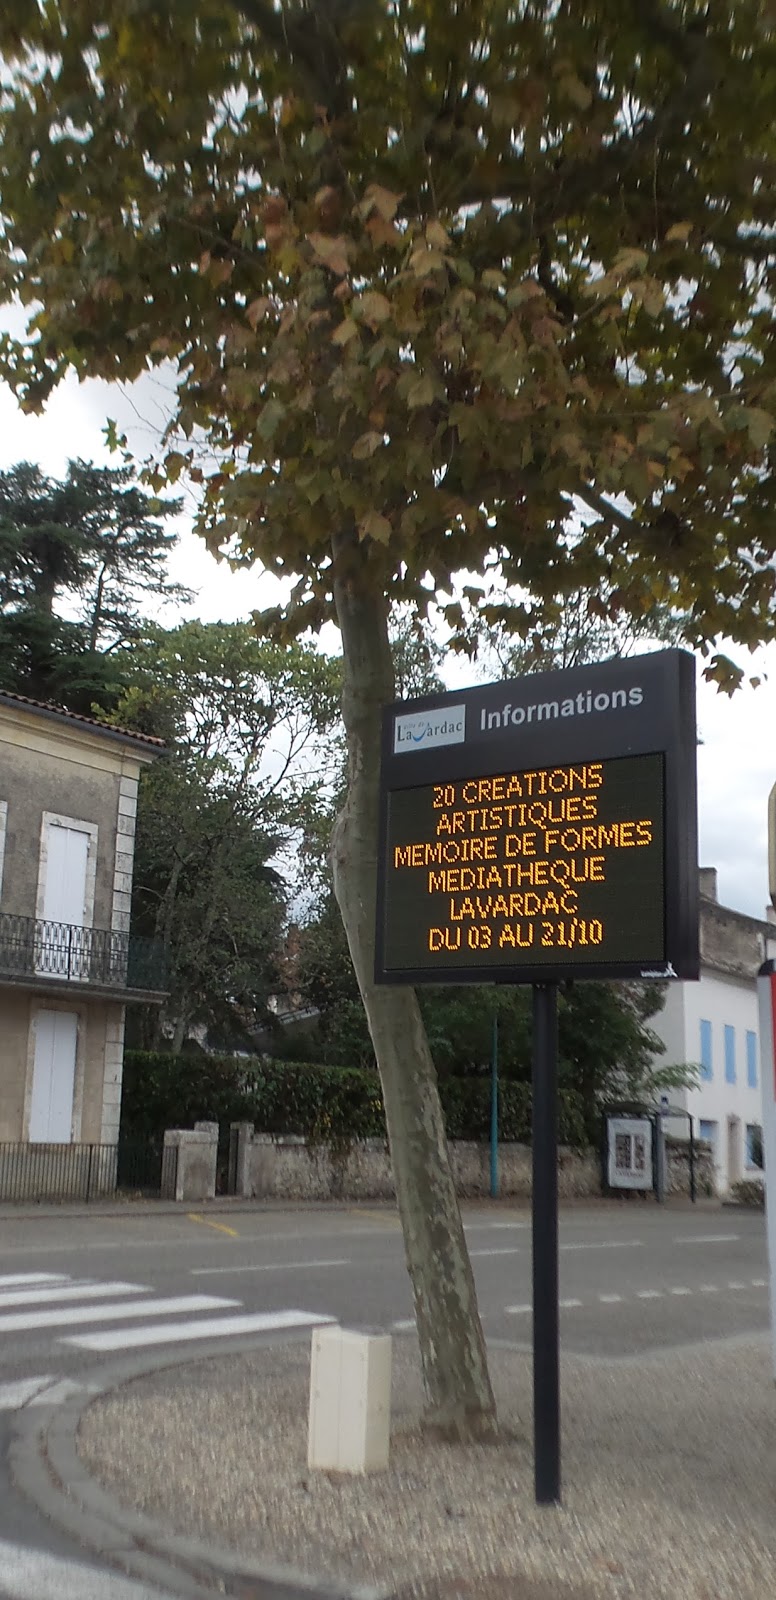 Ville de
Lavardac
Informations
20 CREATIONS
ARTISTIQUES
MEMOIRE DE FORMES
MEDIATHEQUE
LAVARDAC
DU 03 AU 21/10